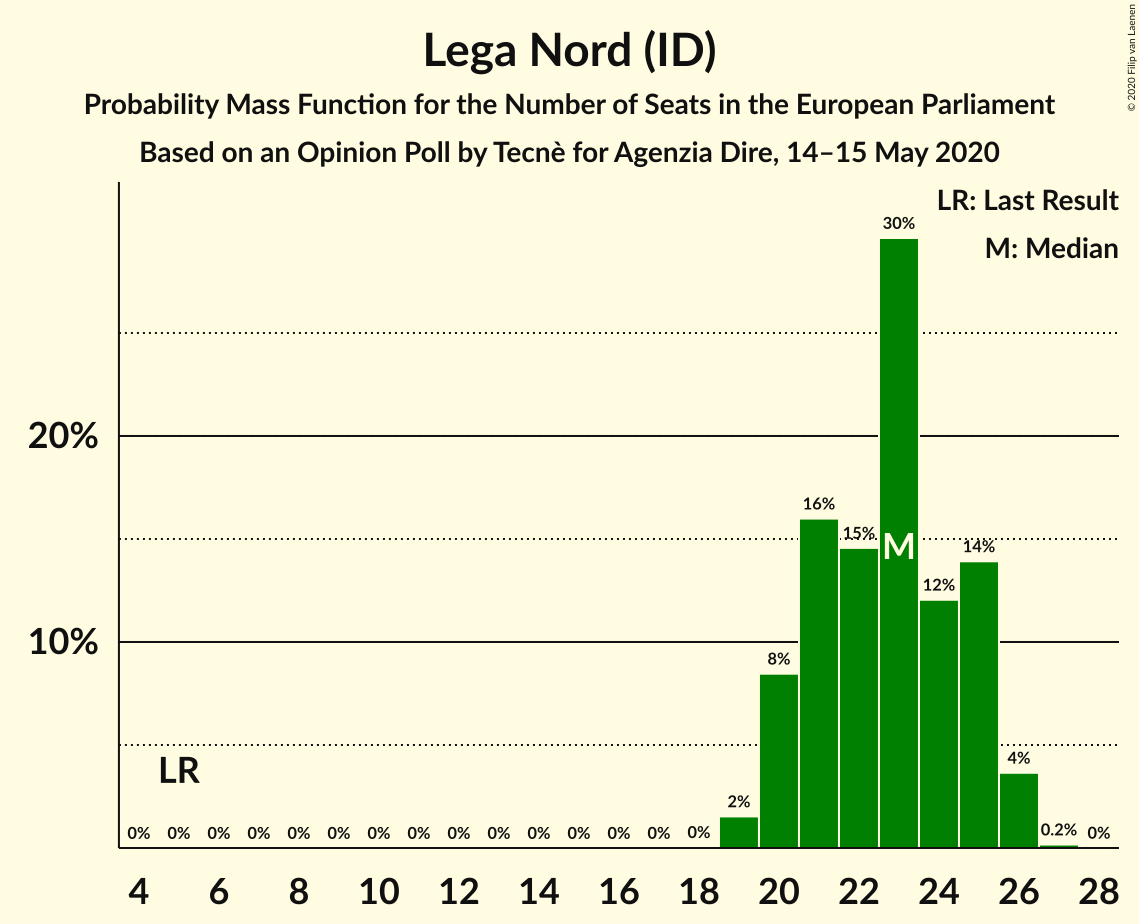 Lega Nord (ID)
Probability Mass Function for the Number of Seats in the European Parliament
Based on an Opinion Poll by Tecnè for Agenzia Dire, 14–15 May 2020
© 2020 Filip van Laenen
LR: Last Result
M: Median
30%
20%
16%
15%
M
14%
12%
10%
8%
LR
4%
2%
0% 0% 0% 0% 0% 0% 0% 0% 0% 0% 0% 0% 0% 0% 0% 0.2% 0%
4 6 8 10 12 14 16 18 20 22 24 26 28